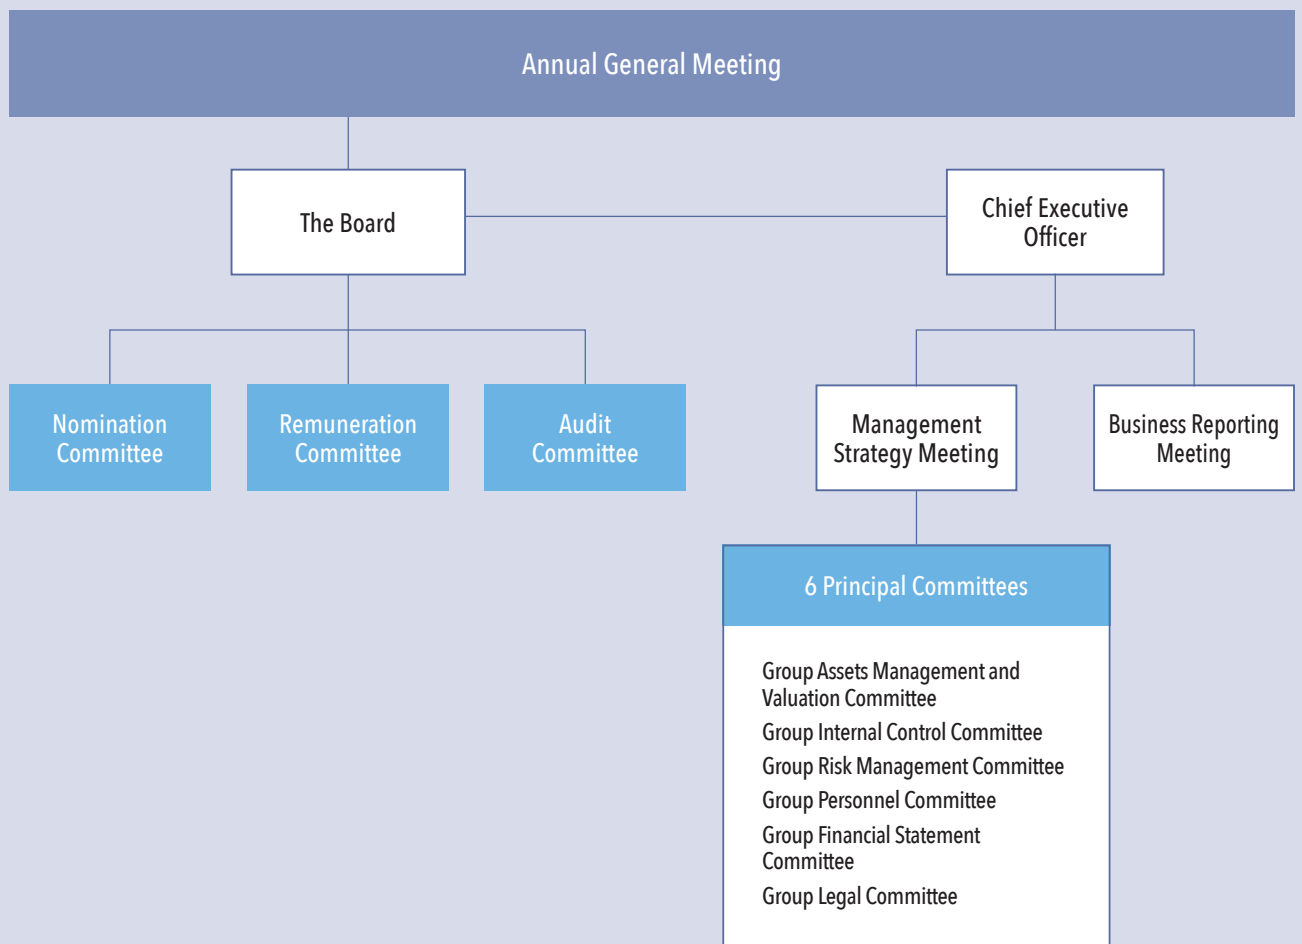 Annual General Meeting
The Board
Chief Executive
Officer
Nomination
Committee
Remuneration
Committee
Audit
Committee
Management
Strategy Meeting
Business Reporting
Meeting
6 Principal Committees
Group Assets Management and
Valuation Committee
Group Internal Control Committee
Group Risk Management Committee
Group Personnel Committee
Group Financial Statement
Committee
Group Legal Committee